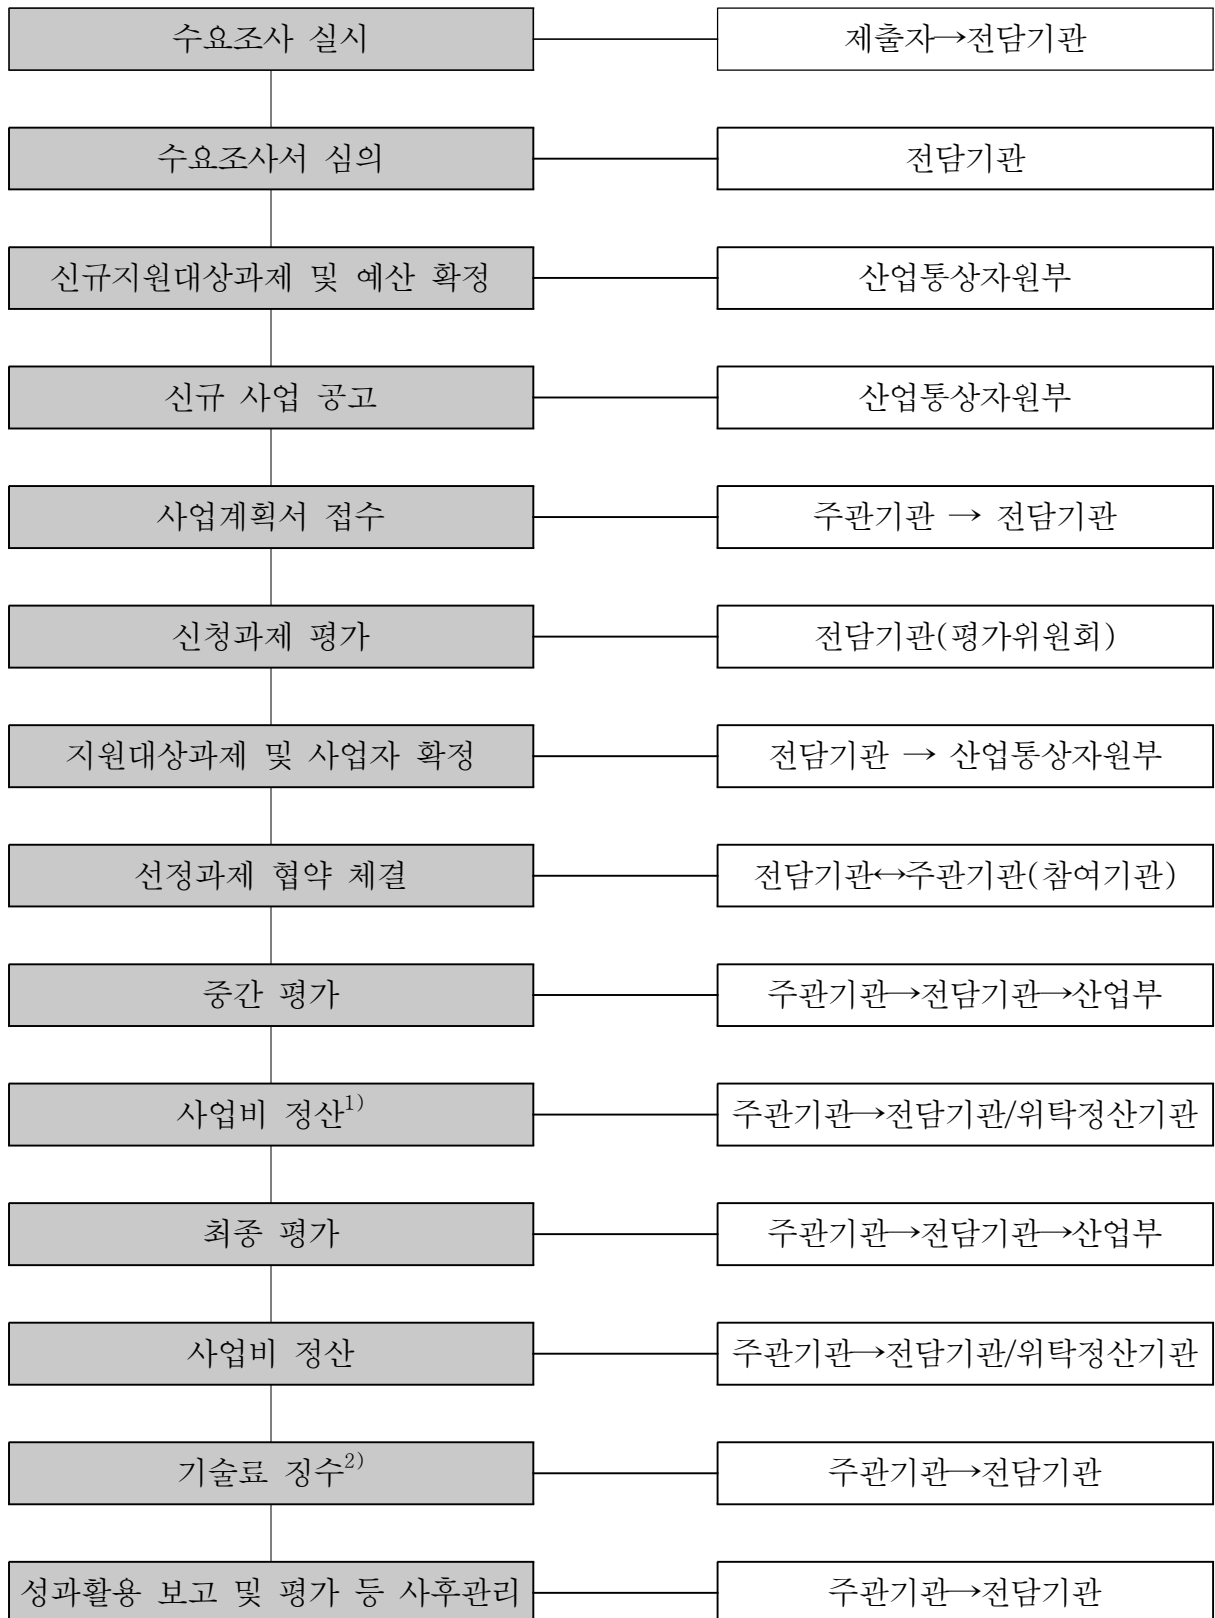 수요조사 실시
제출자→전담기관
수요조사서 심의
전담기관
신규지원대상과제 및 예산 확정
산업통상자원부
신규 사업 공고
산업통상자원부
사업계획서 접수
주관기관 → 전담기관
신청과제 평가
전담기관(평가위원회)
지원대상과제 및 사업자 확정
전담기관 → 산업통상자원부
선정과제 협약 체결
전담기관↔주관기관(참여기관)
중간 평가
주관기관→전담기관→산업부
사업비 정산1)
주관기관→전담기관/위탁정산기관
최종 평가
주관기관→전담기관→산업부
사업비 정산
주관기관→전담기관/위탁정산기관
기술료 징수2)
주관기관→전담기관
성과활용 보고 및 평가 등 사후관리
주관기관→전담기관